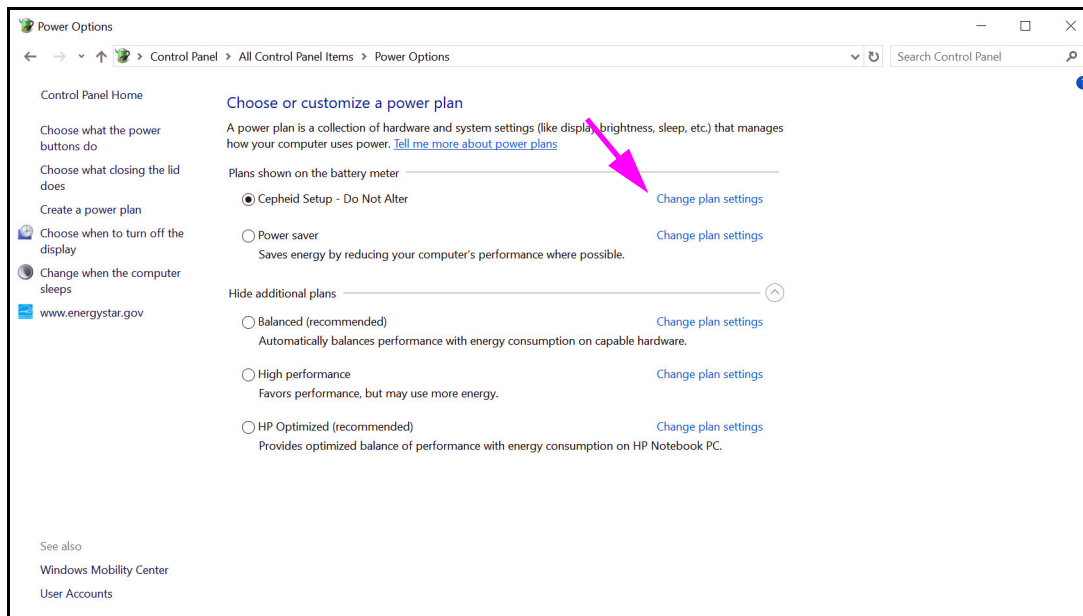 Power Options
Control Panel > All Control Panel Items > Power Options
Search Control Panel
Control Panel Home
Choose what the power
buttons do
Choose what closing the lid
does
Create a power plan
Choose when to turn off the
display
Change when the computer
sleeps
www.energystar.gov
See also
Windows Mobility Center
User Accounts
Choose or customize a power plan
A power plan is a collection of hardware and system settings (like display brightness, sleep, etc.) that manages
how your computer uses power. Tell me more about power plans
Plans shown on the battery meter
Cepheid Setup - Do Not Alter Change plan settings
Power saver Change plan settings
Saves energy by reducing your computer's performance where possible.
Hide additional plans
Balanced (recommended) Change plan settings
Automatically balances performance with energy consumption on capable hardware.
High performance Change plan settings
Favors performance, but may use more energy.
HP Optimized (recommended) Change plan settings
Provides optimized balance of performance with energy consumption on HP Notebook PC.